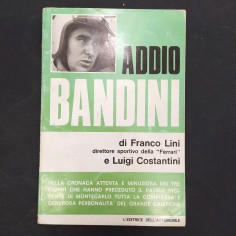 ADDIO
BANDINI
di Franco Lini
direttore sportivo della "Ferrari"
e Luigi Costantini
NELLA CRONACA ATTENTA E MINUZIOSA DEI TRE
GIORNI CHE HANNO PRECEDUTO IL FATALE INCI-
DENTE DI MONTECARLO TUTTA LA COMPLESSA E
GENEROSA PERSONALITA' DEL GRANDE CAMPIONE
L'EDITRICE DELL'AUTOMOBILE